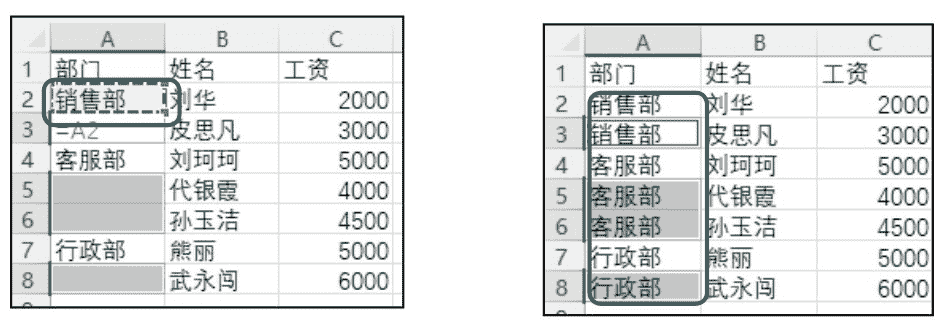 A B C
1 部门 姓名 工资
2 销售部 刘华 2000
3 =A2 皮思凡 3000
4 客服部 刘珂珂 5000
5 代银霞 4000
6 孙玉洁 4500
7 行政部 熊丽 5000
8 武永闯 6000
A B C
1 部门 姓名 工资
2 销售部 刘华 2000
3 销售部 皮思凡 3000
4 客服部 刘珂珂 5000
5 客服部 代银霞 4000
6 客服部 孙玉洁 4500
7 行政部 熊丽 5000
8 行政部 武永闯 6000